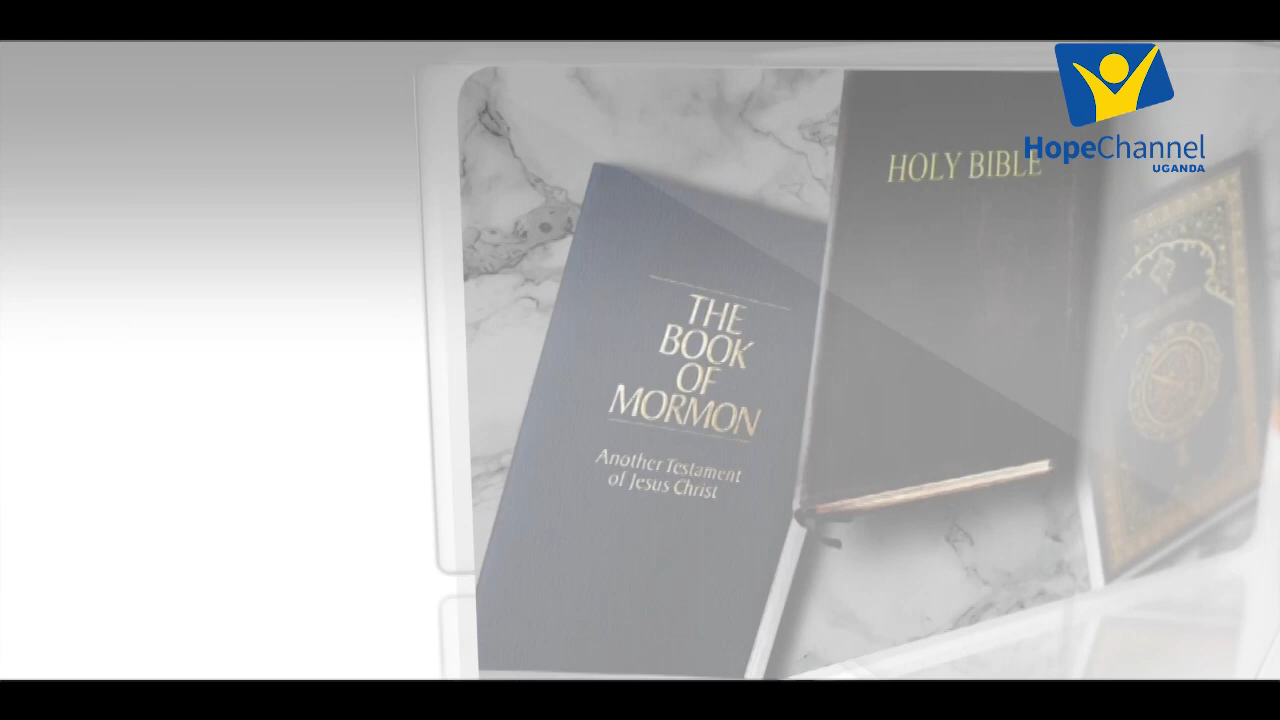 HopeChannel
UGANDA
HOLY BIBLE
THE
BOOK
OF
MORMON
Another Testament
of Jesus Christ